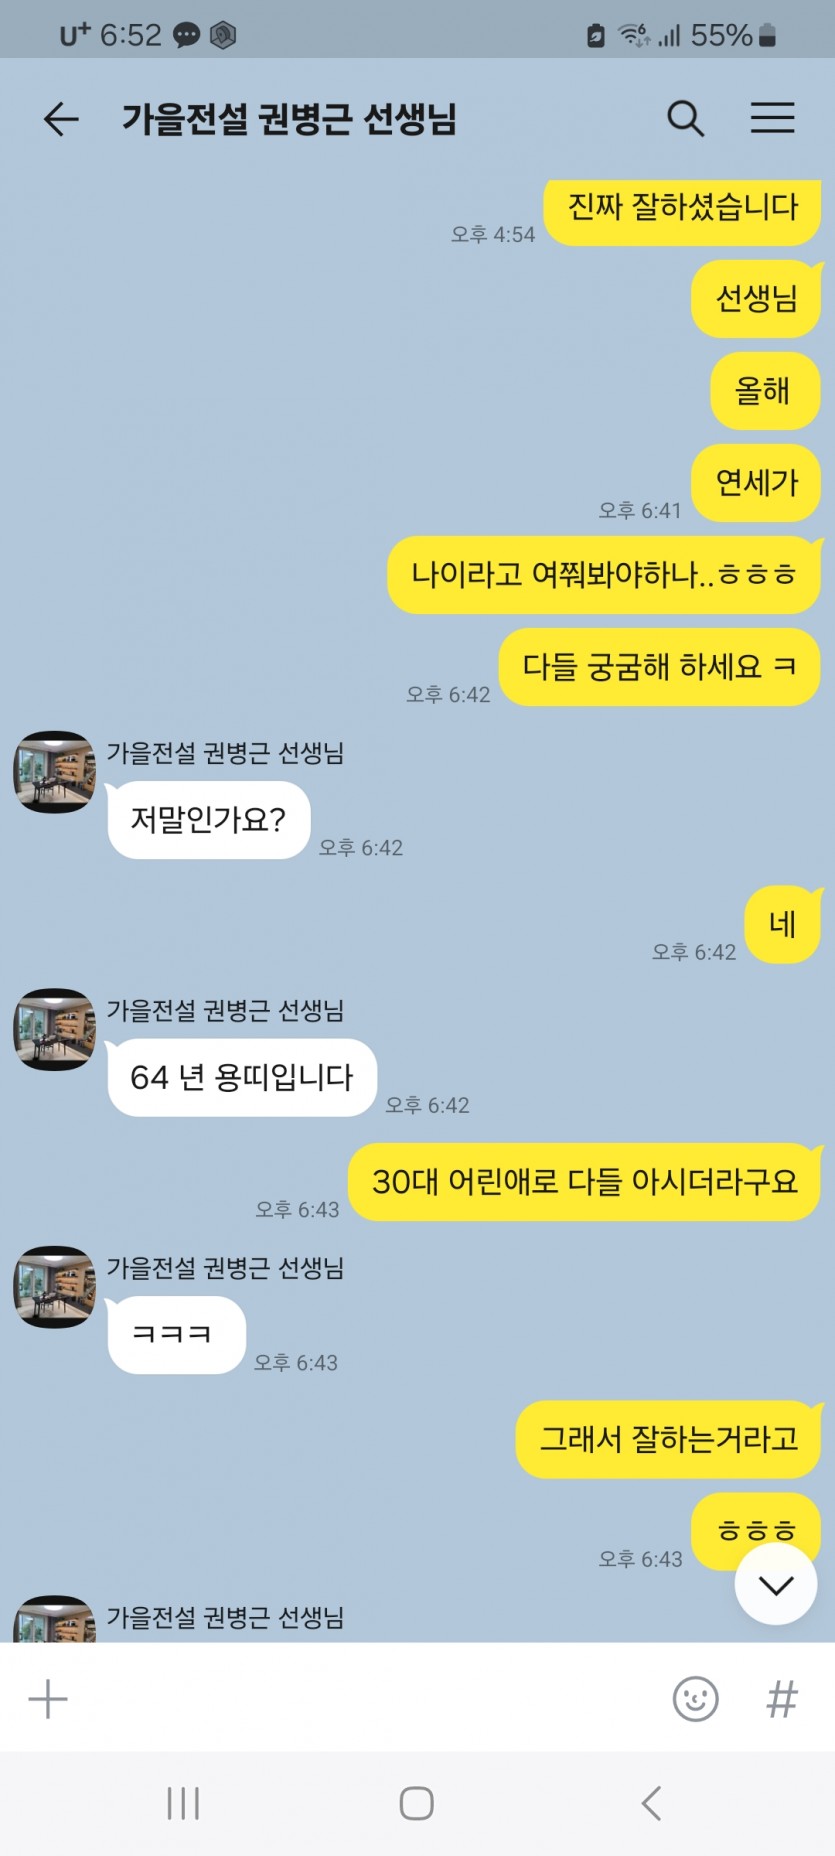 U⁺ 6:52
6
55%
가을전설 권병근 선생님
진짜 잘하셨습니다
오후 4:54
선생님
올해
연세가
오후 6:41
나이라고 여쭤봐야하나..ㅎㅎㅎ
다들 궁굼해 하세요 ㅋ
오후 6:42
가을전설 권병근 선생님
저말인가요?
오후 6:42
네
오후 6:42
가을전설 권병근 선생님
64 년 용띠입니다
오후 6:42
30대 어린애로 다들 아시더라구요
오후 6:43
가을전설 권병근 선생님
ㅋㅋㅋ
오후 6:43
그래서 잘하는거라고
ㅎㅎㅎ
오후 6:43
가을전설 권병근 선생님
#